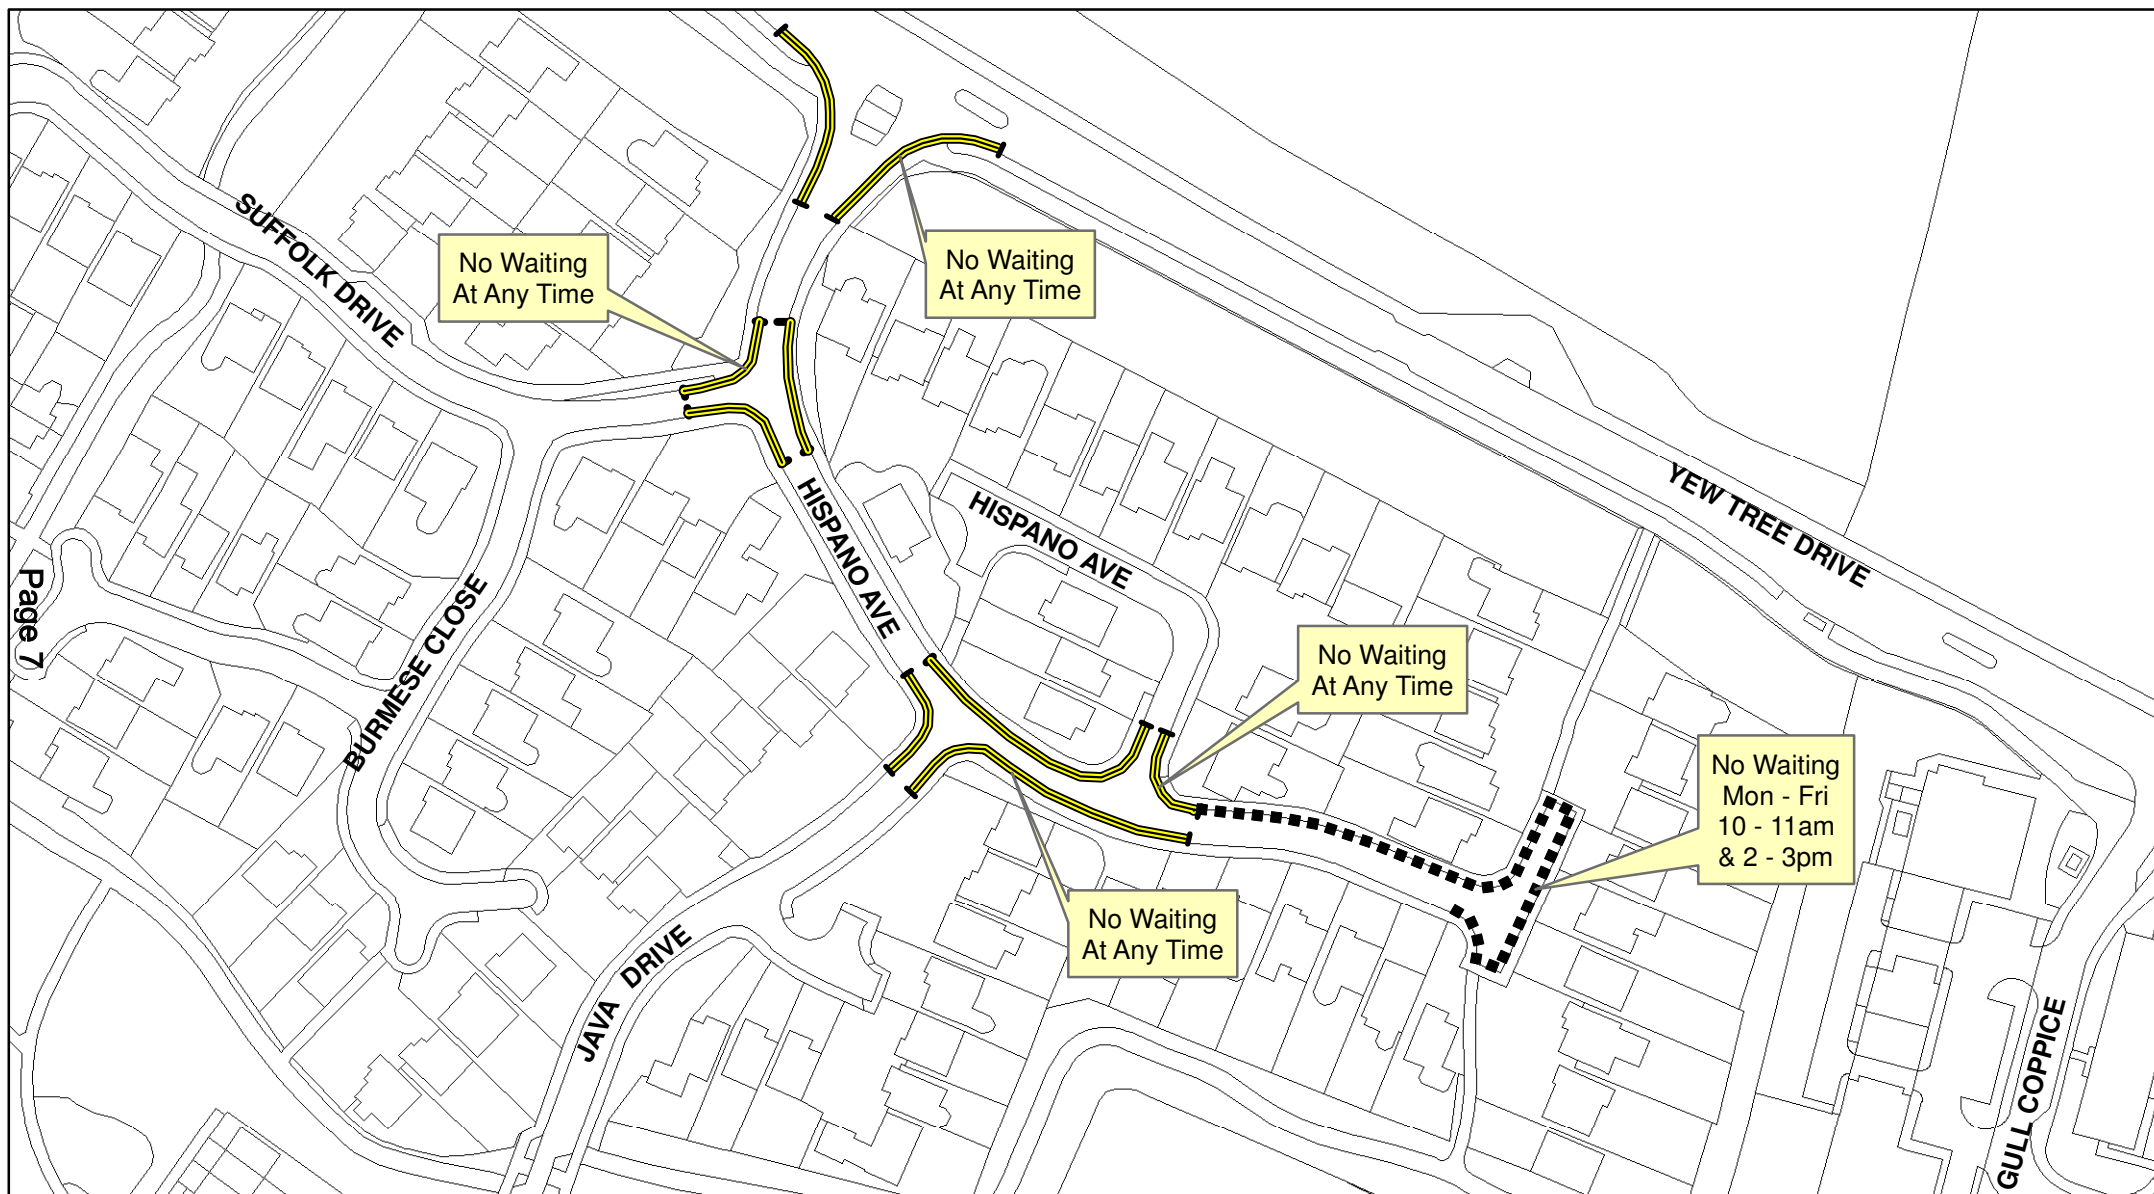 SUFFOLK DRIVE
No Waiting
At Any Time
No Waiting
At Any Time
HISPANO AVE
HISPANO AVE
YEW TREE DRIVE
Page 7
BURMESE CLOSE
No Waiting
At Any Time
No Waiting
Mon - Fri
10 - 11am
& 2 - 3pm
No Waiting
At Any Time
JAVA DRIVE
GULL COPPICE